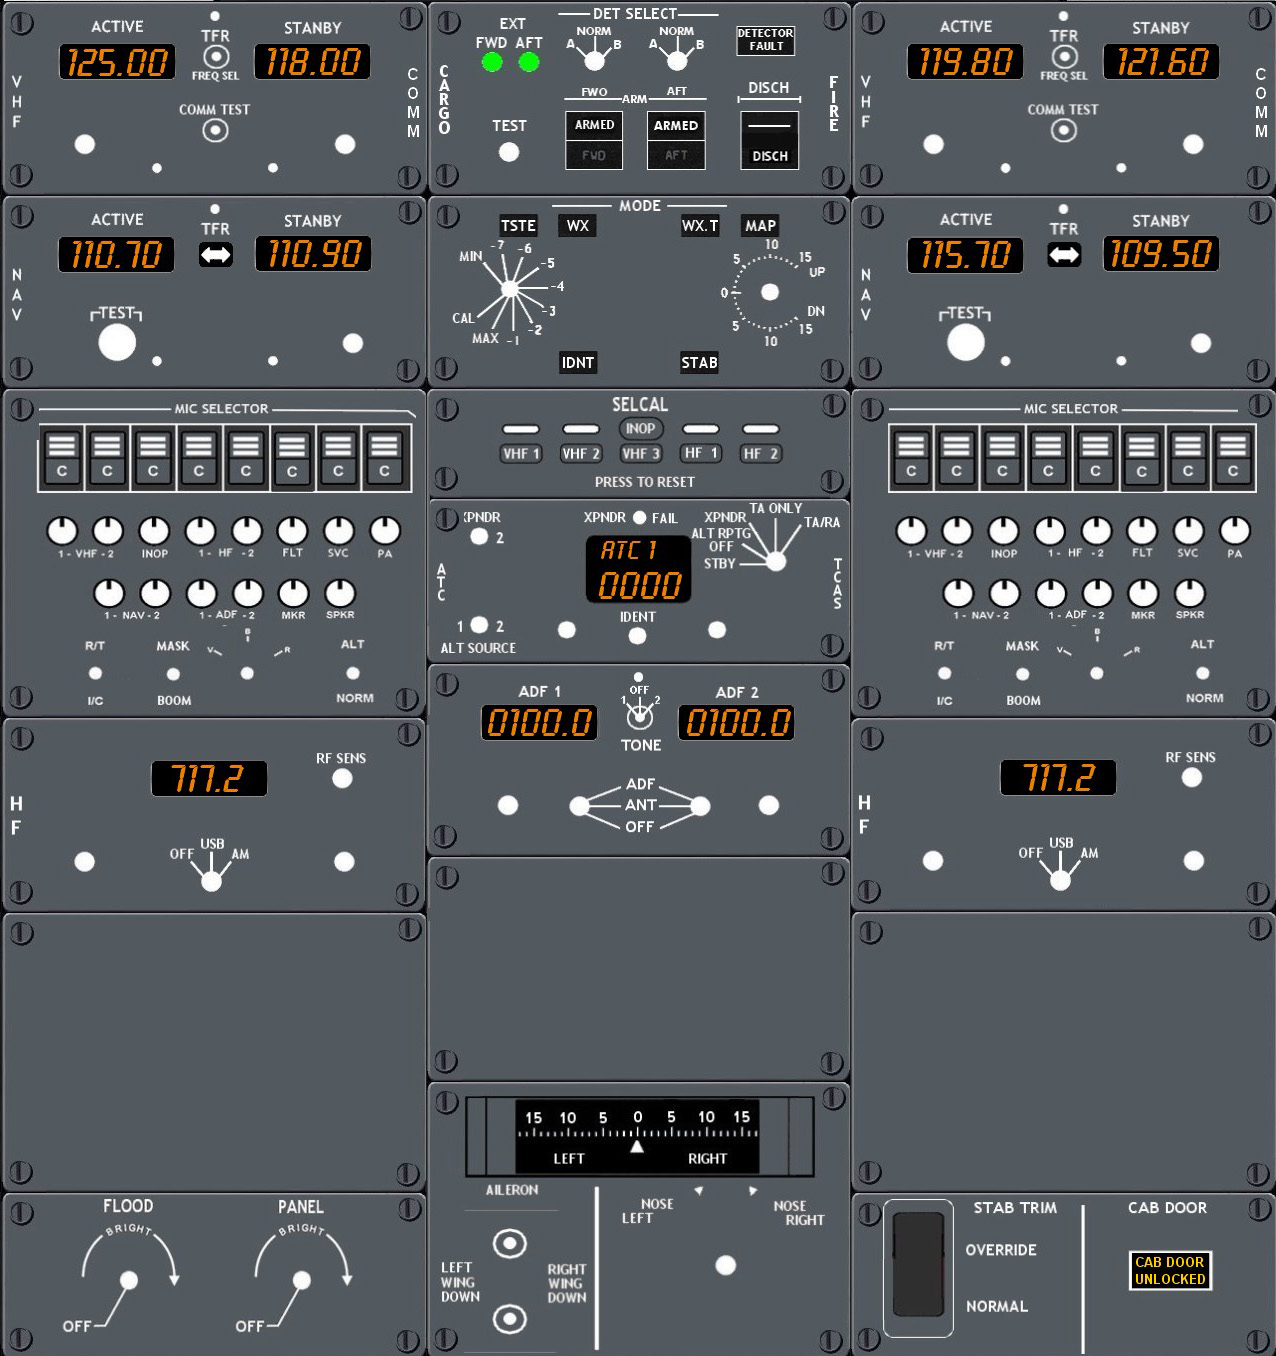 ACTIVE TFR STANBY
125.00 118.00
FREQ SEL
COMM TEST
VHF
COMM
EXT
FWD AFT
DET SELECT
NORM NORM
A B A B
DETECTOR
FAULT
CARGO
FIRE
TEST
FWO ARM AFT
DISCH
ARMED ARMED
FWD AFT
DISCH
ACTIVE TFR STANBY
119.80 121.60
FREQ SEL
COMM TEST
VHF
COMM
ACTIVE TFR STANBY
110.70 110.90
NAV
TEST
MODE
TSTE WX WX.T MAP
MIN -7 -6 -5 -4 -3 -2 -1 MAX CAL
10
5 15
UP
0
DN
5 15
10
IDNT STAB
ACTIVE TFR STANBY
115.70 109.50
NAV
TEST
MIC SELECTOR
C C C C C C C C
1 - VHF - 2 INOP 1 - HF - 2 FLT SVC PA
1 - NAV - 2 1 - ADF - 2 MKR SPKR
R/T MASK V B R ALT
I/C BOOM NORM
SELCAL
INOP
VHF 1 VHF 2 VHF 3 HF 1 HF 2
PRESS TO RESET
MIC SELECTOR
C C C C C C C C
1 - VHF - 2 INOP 1 - HF - 2 FLT SVC PA
1 - NAV - 2 1 - ADF - 2 MKR SPKR
R/T MASK V B R ALT
I/C BOOM NORM
XPNDR
2
XPNDR FAIL
TA ONLY
XPNDR TA/RA
ALT RPTG
OFF
STBY
ATC 1
0000
ATC
TCAS
IDENT
1 2
ALT SOURCE
ADF 1 OFF ADF 2
1 2
0100.0 0100.0
TONE
ADF
ANT
OFF
HF
717.2
RF SENS
OFF USB AM
HF
717.2
RF SENS
OFF USB AM
15 10 5 0 5 10 15
LEFT RIGHT
AILERON
NOSE
LEFT
NOSE
RIGHT
LEFT
WING
DOWN
RIGHT
WING
DOWN
FLOOD PANEL
BRIGHT BRIGHT
OFF OFF
STAB TRIM CAB DOOR
OVERRIDE
NORMAL
CAB DOOR
UNLOCKED